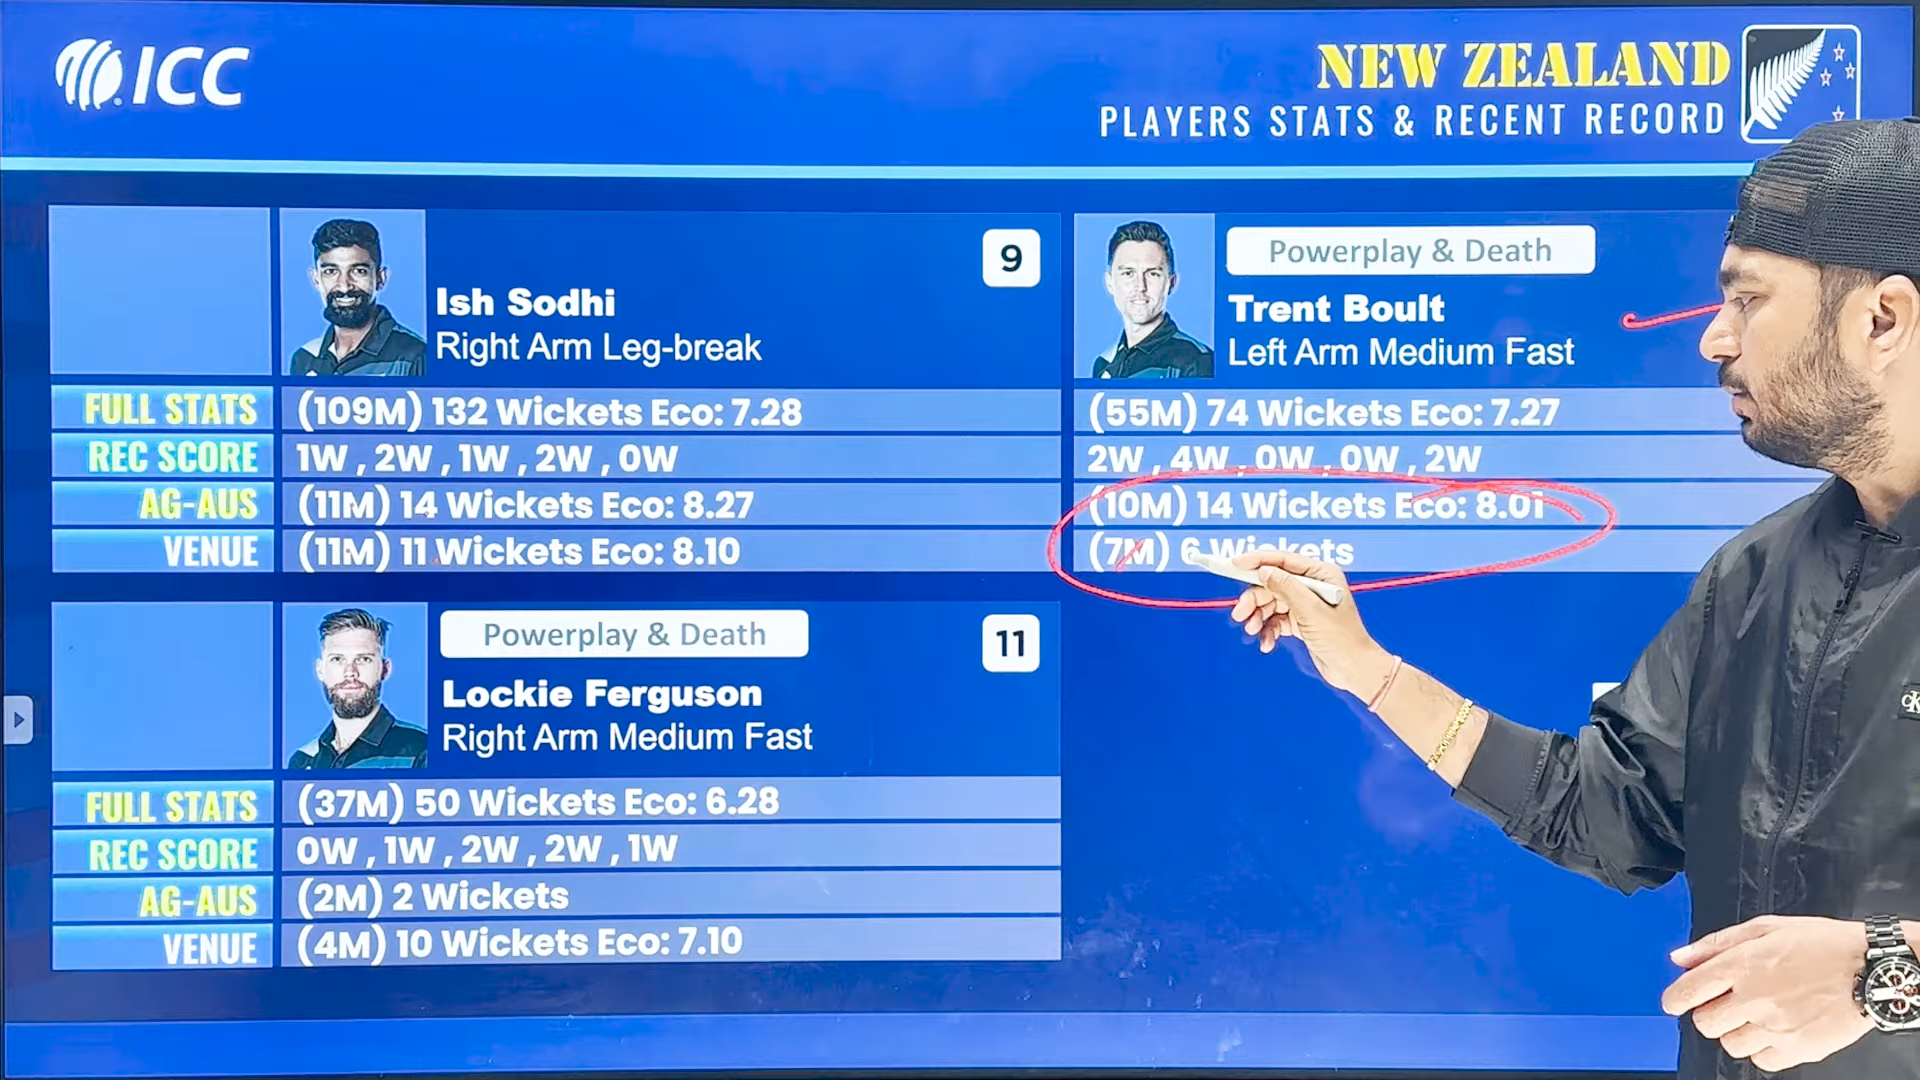 ICC
NEW ZEALAND
PLAYERS STATS & RECENT RECORD
9
Ish Sodhi
Right Arm Leg-break
FULL STATS (109M) 132 Wickets Eco: 7.28
REC SCORE 1W , 2W , 1W , 2W , 0W
AG-AUS (11M) 14 Wickets Eco: 8.27
VENUE (11M) 11 Wickets Eco: 8.10
Powerplay & Death
Trent Boult
Left Arm Medium Fast
(55M) 74 Wickets Eco: 7.27
2W , 4W , 0W , 0W , 2W
(10M) 14 Wickets Eco: 8.01
(7M) 6 Wickets
Powerplay & Death
11
Lockie Ferguson
Right Arm Medium Fast
FULL STATS (37M) 50 Wickets Eco: 6.28
REC SCORE 0W , 1W , 2W , 2W , 1W
AG-AUS (2M) 2 Wickets
VENUE (4M) 10 Wickets Eco: 7.10